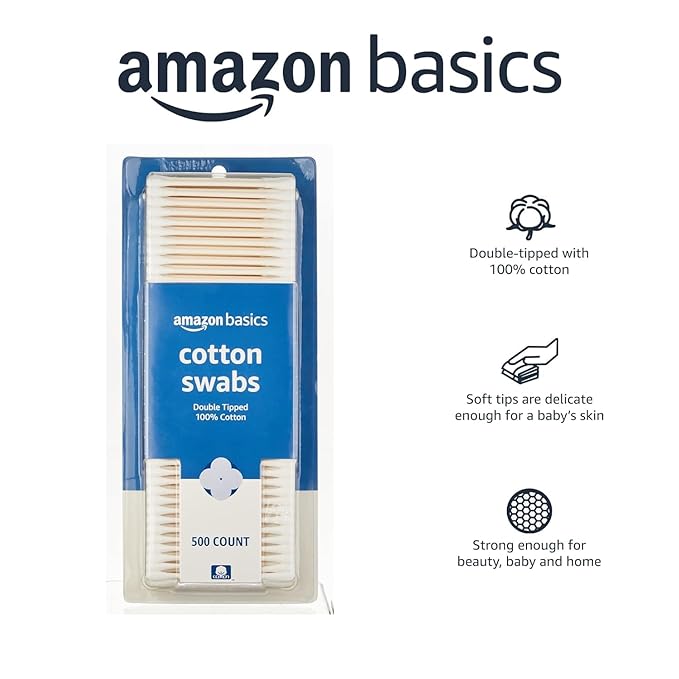 amazon basics
amazon basics
cotton
swabs
Double Tipped
100% Cotton
500 COUNT
Double-tipped with
100% cotton
Soft tips are delicate
enough for a baby's skin
Strong enough for
beauty, baby and home